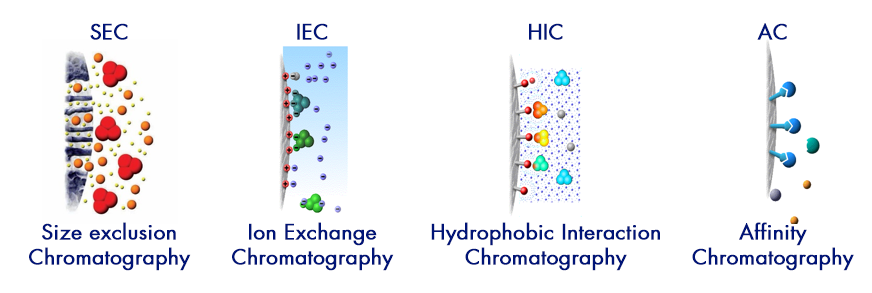 SEC
IEC
HIC
AC
Size exclusion
Chromatography
Ion Exchange
Chromatography
Hydrophobic Interaction
Chromatography
Affinity
Chromatography